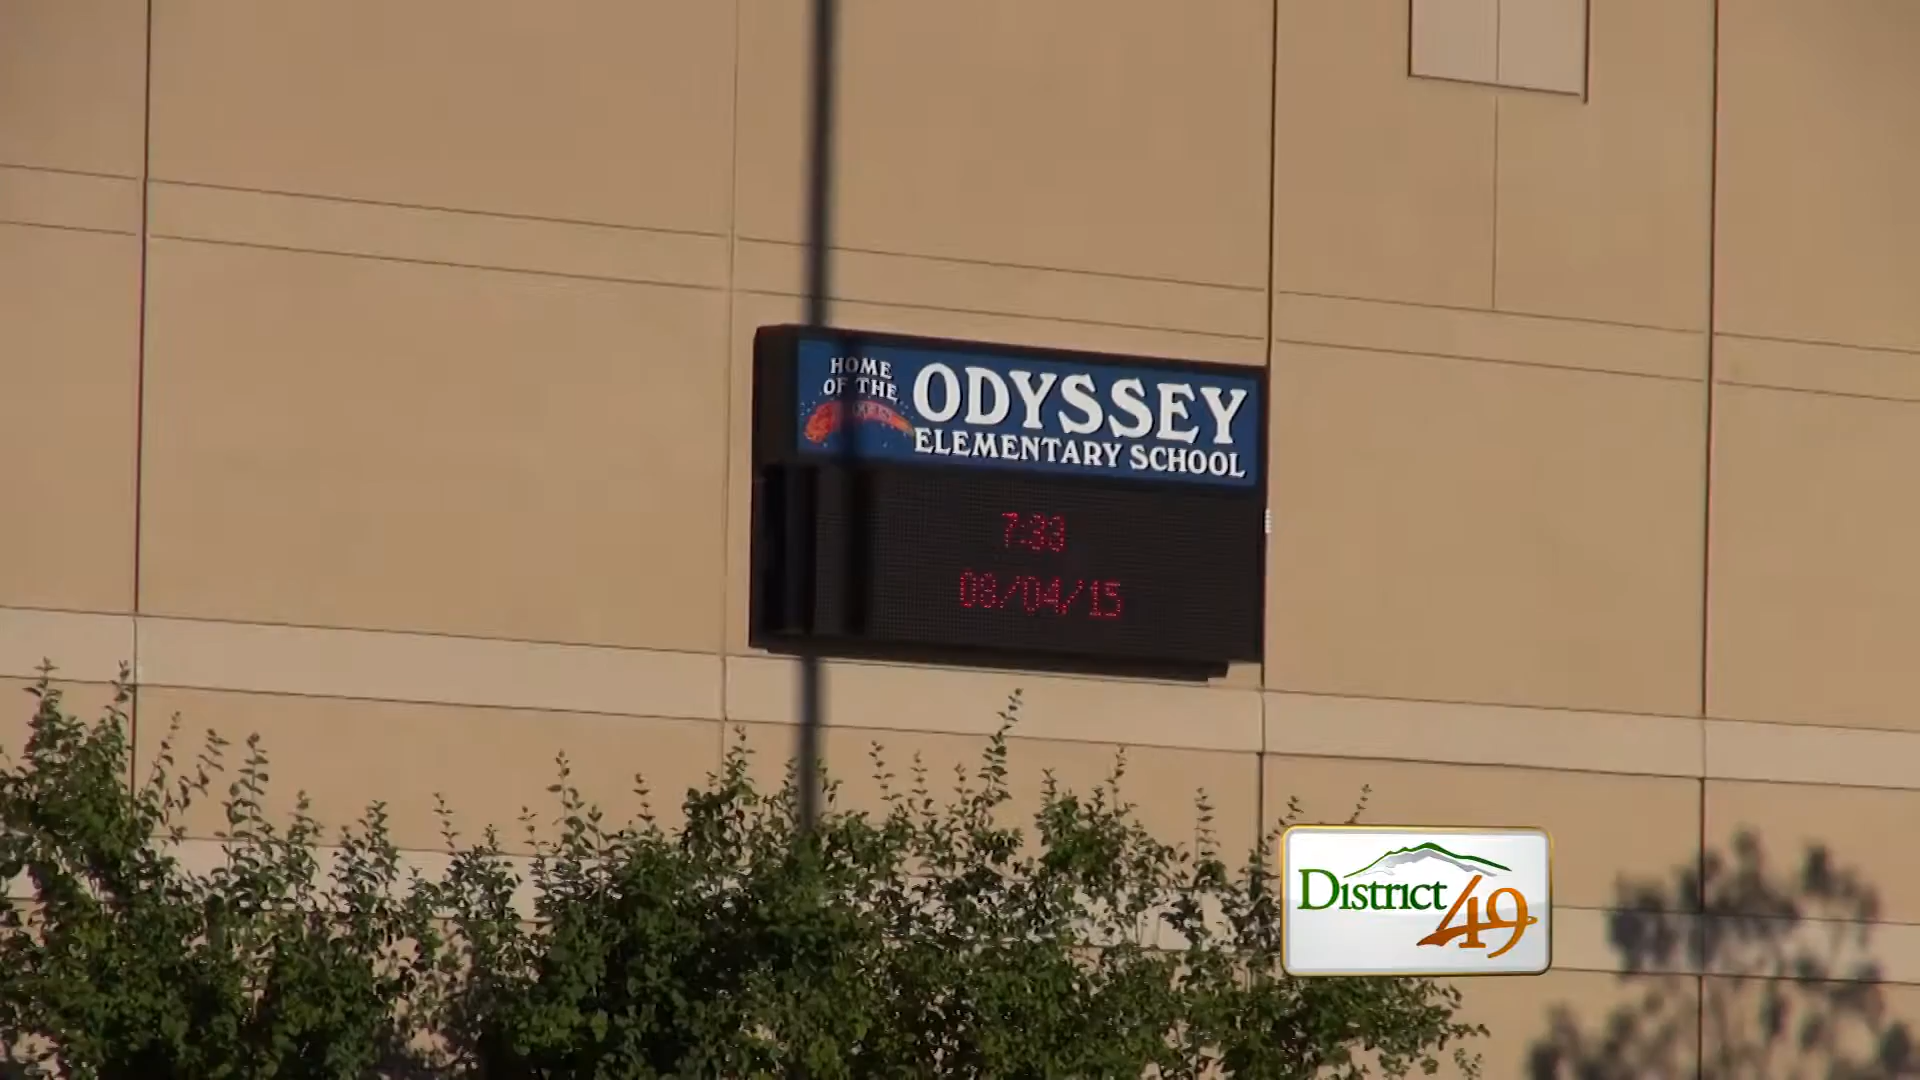 HOME
OF THE
ODYSSEY
ELEMENTARY SCHOOL
7:33
08/04/15
District 49